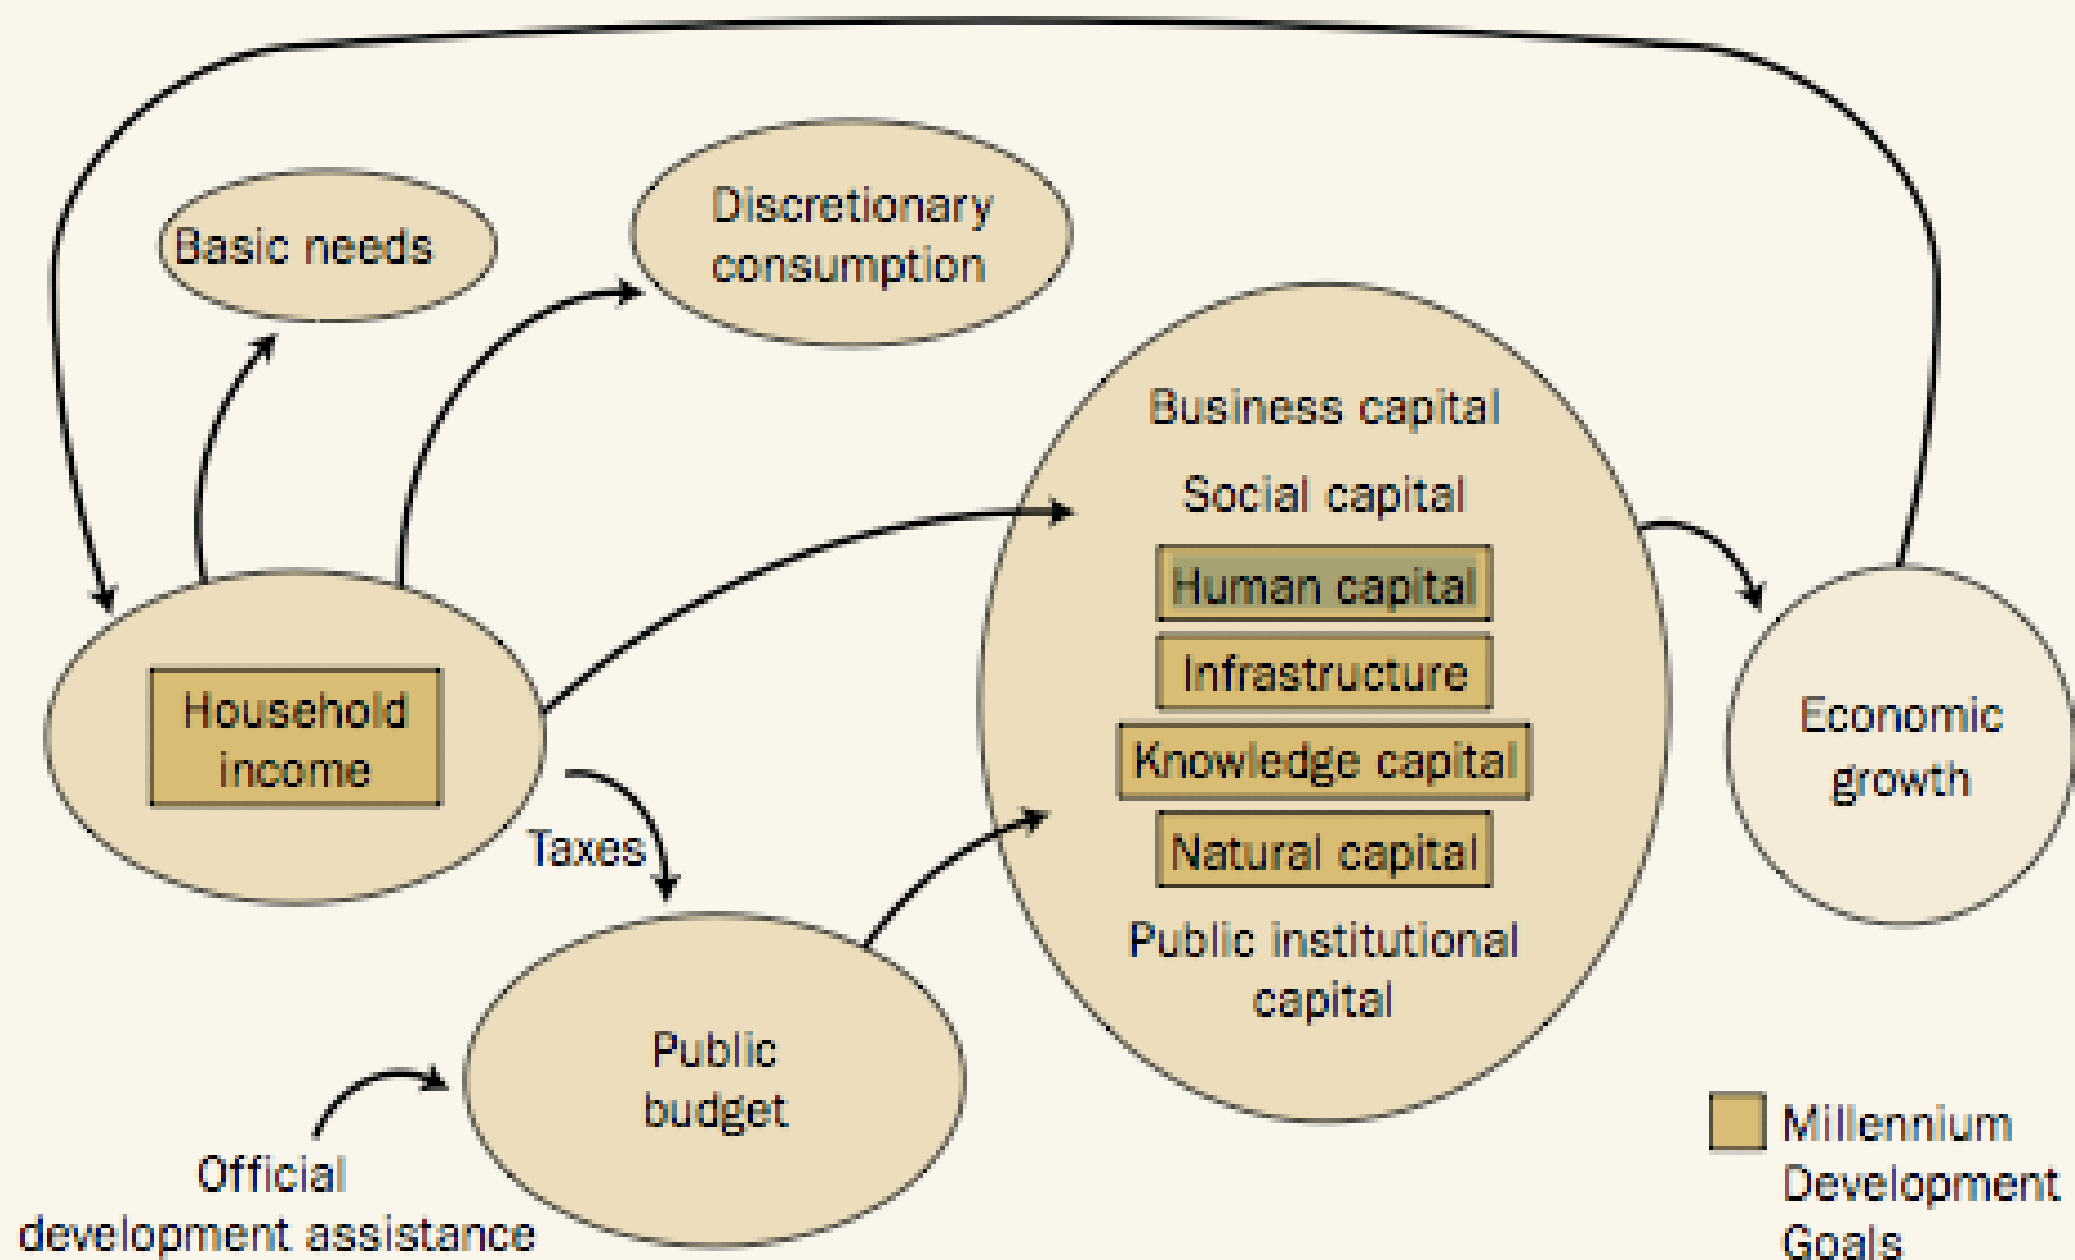 Basic needs
Discretionary
consumption
Business capital
Social capital
Human capital
Infrastructure
Knowledge capital
Natural capital
Public institutional
capital
Household
income
Taxes
Economic
growth
Public
budget
Official
development assistance
Millennium
Development
Goals